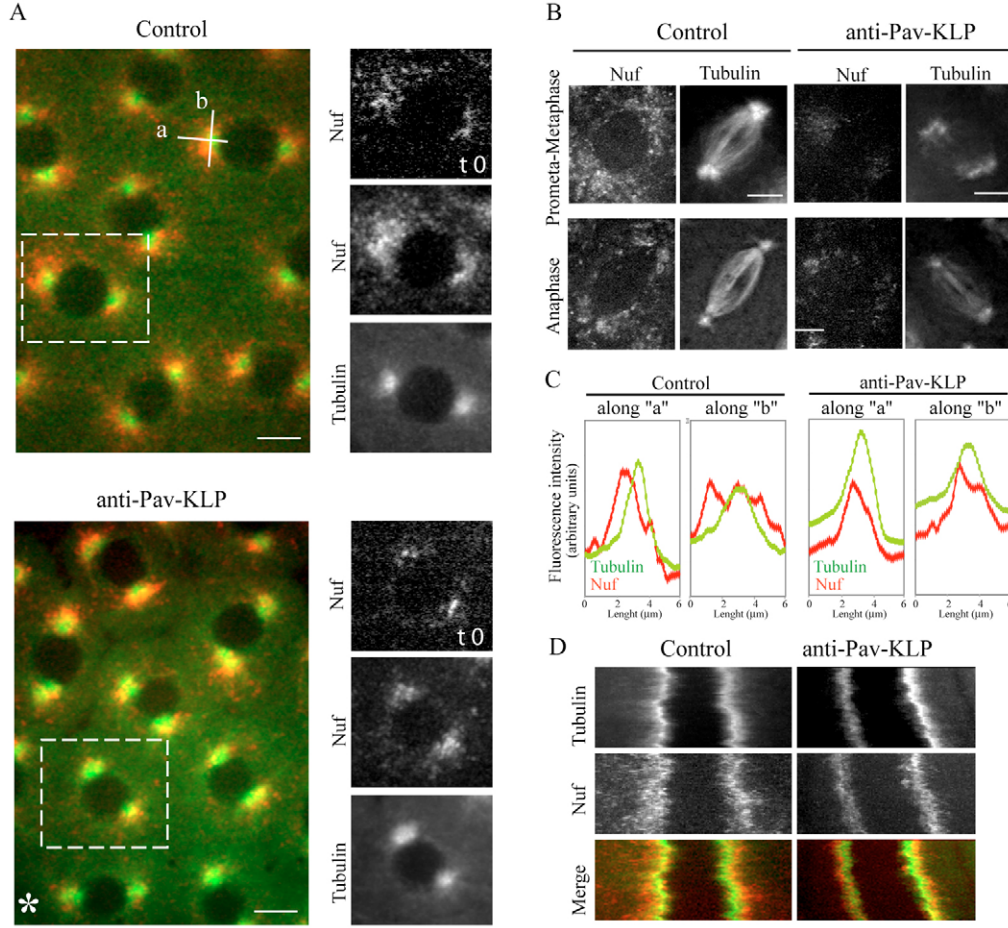 A
Control
b
a
Nuf
t 0
Nuf
Tubulin
anti-Pav-KLP
Nuf
t 0
Nuf
Tubulin
*
B
Control
anti-Pav-KLP
Nuf
Tubulin
Nuf
Tubulin
Prometa-Metaphase
Anaphase
C
Control
anti-Pav-KLP
along "a"
along "b"
along "a"
along "b"
Fluorescence intensity
(arbitrary units)
Tubulin
Nuf
Tubulin
Nuf
0 2 4 6
0 2 4 6
0 2 4 6
0 2 4 6
Lenght (μm)
Lenght (μm)
Lenght (μm)
Lenght (μm)
D
Control
anti-Pav-KLP
Tubulin
Nuf
Merge